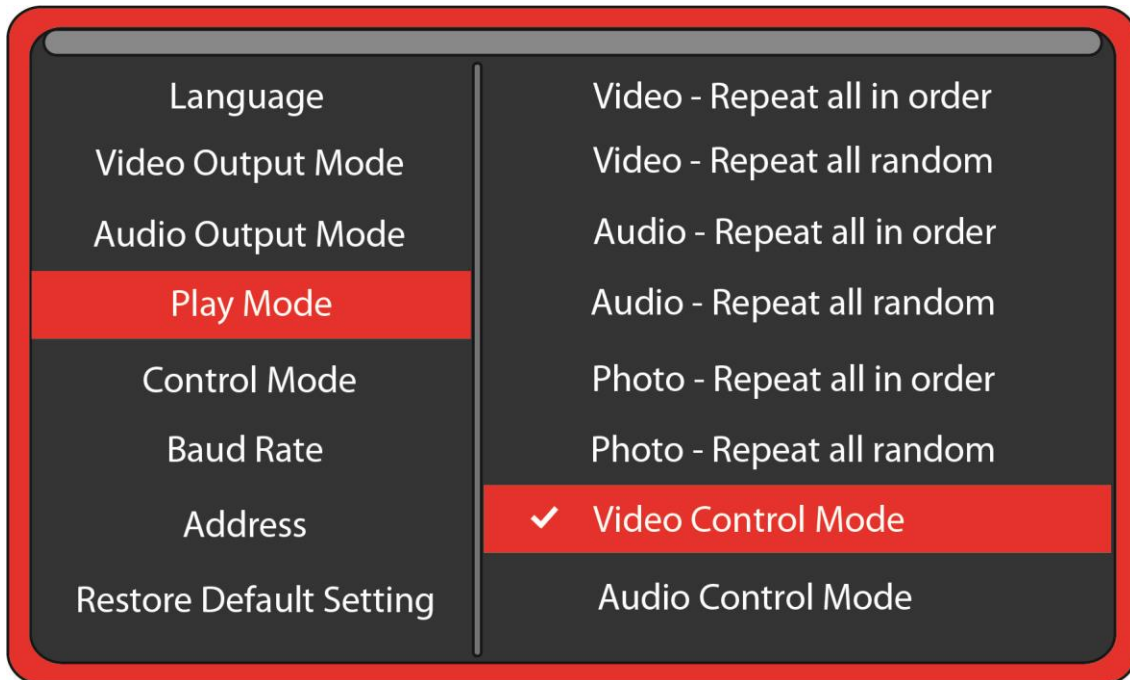 Language
Video Output Mode
Audio Output Mode
Play Mode
Control Mode
Baud Rate
Address
Restore Default Setting
Video - Repeat all in order
Video - Repeat all random
Audio - Repeat all in order
Audio - Repeat all random
Photo - Repeat all in order
Photo - Repeat all random
Video Control Mode
Audio Control Mode